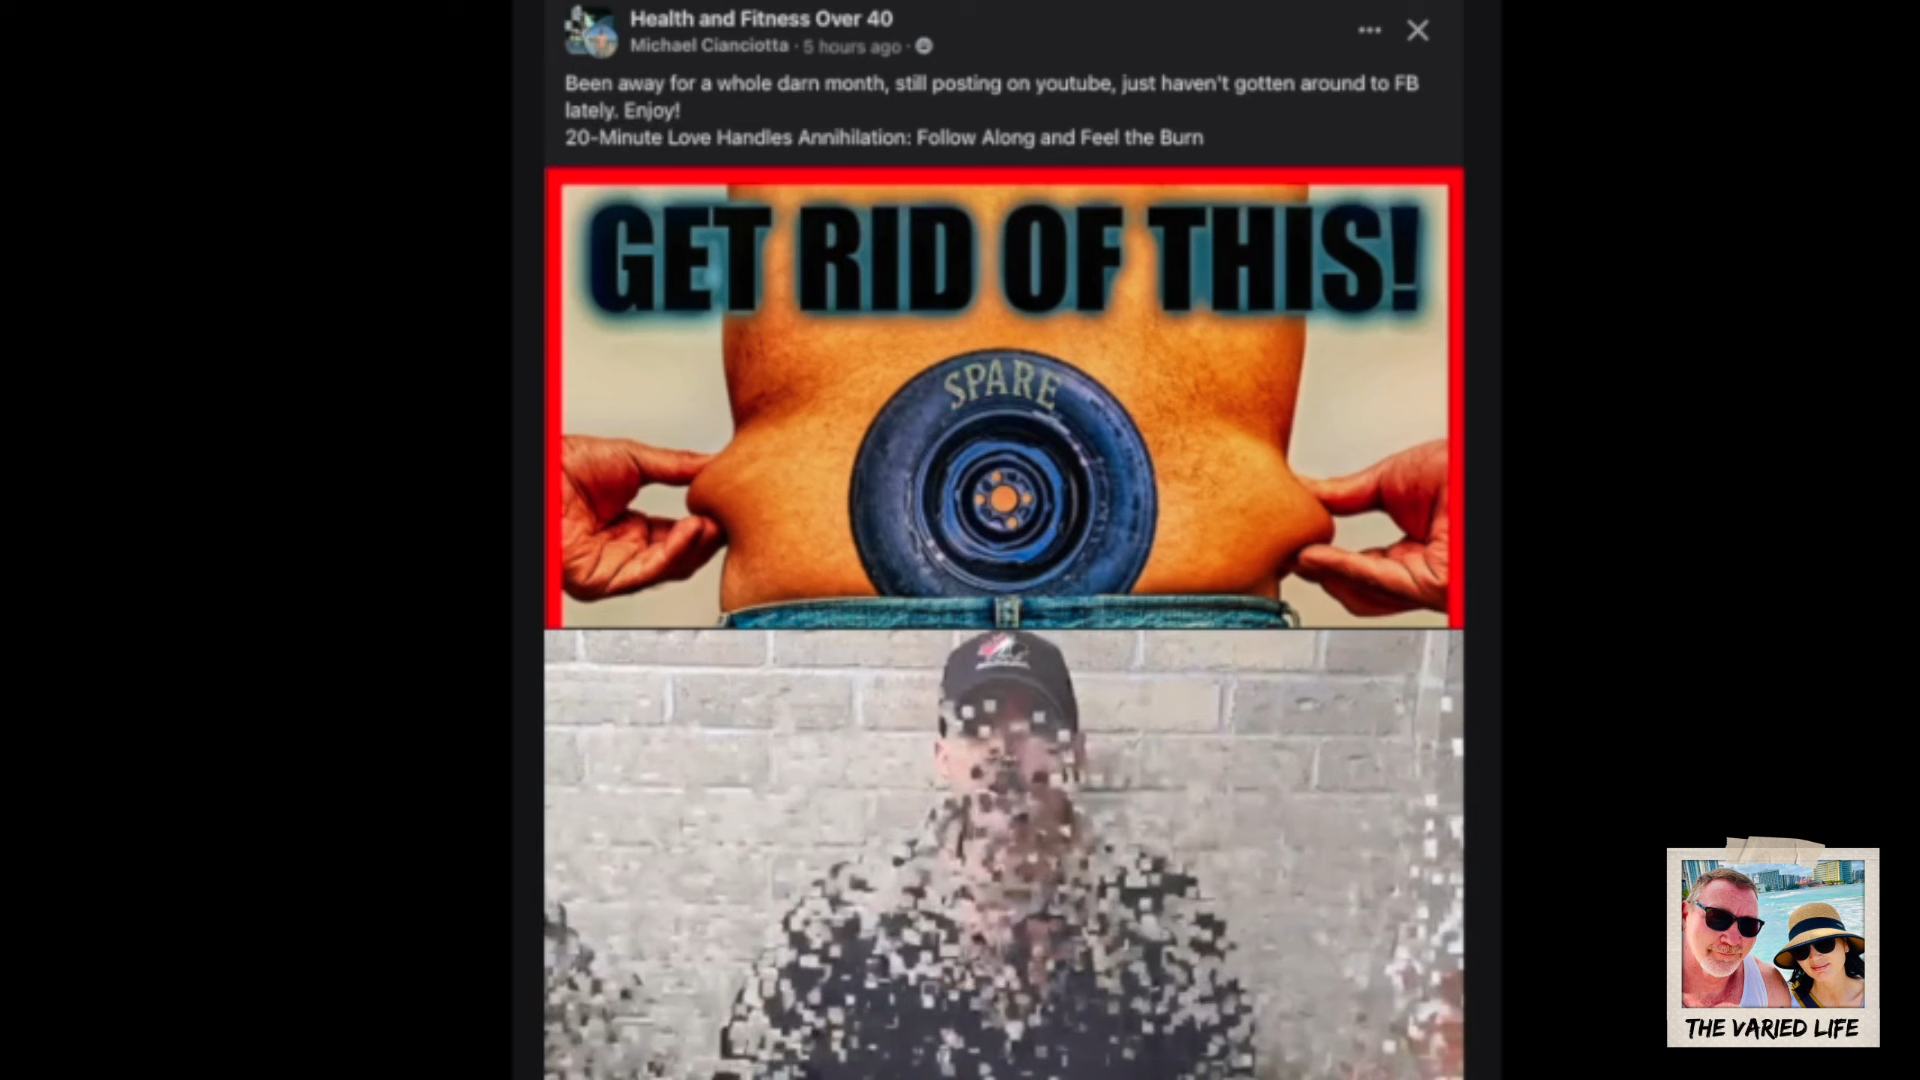 Health and Fitness Over 40
Michael Cianciotta · 5 hours ago ·
Been away for a whole darn month, still posting on youtube, just haven't gotten around to FB
lately. Enjoy!
20-Minute Love Handles Annihilation: Follow Along and Feel the Burn
GET RID OF THIS!
SPARE
THE VARIED LIFE